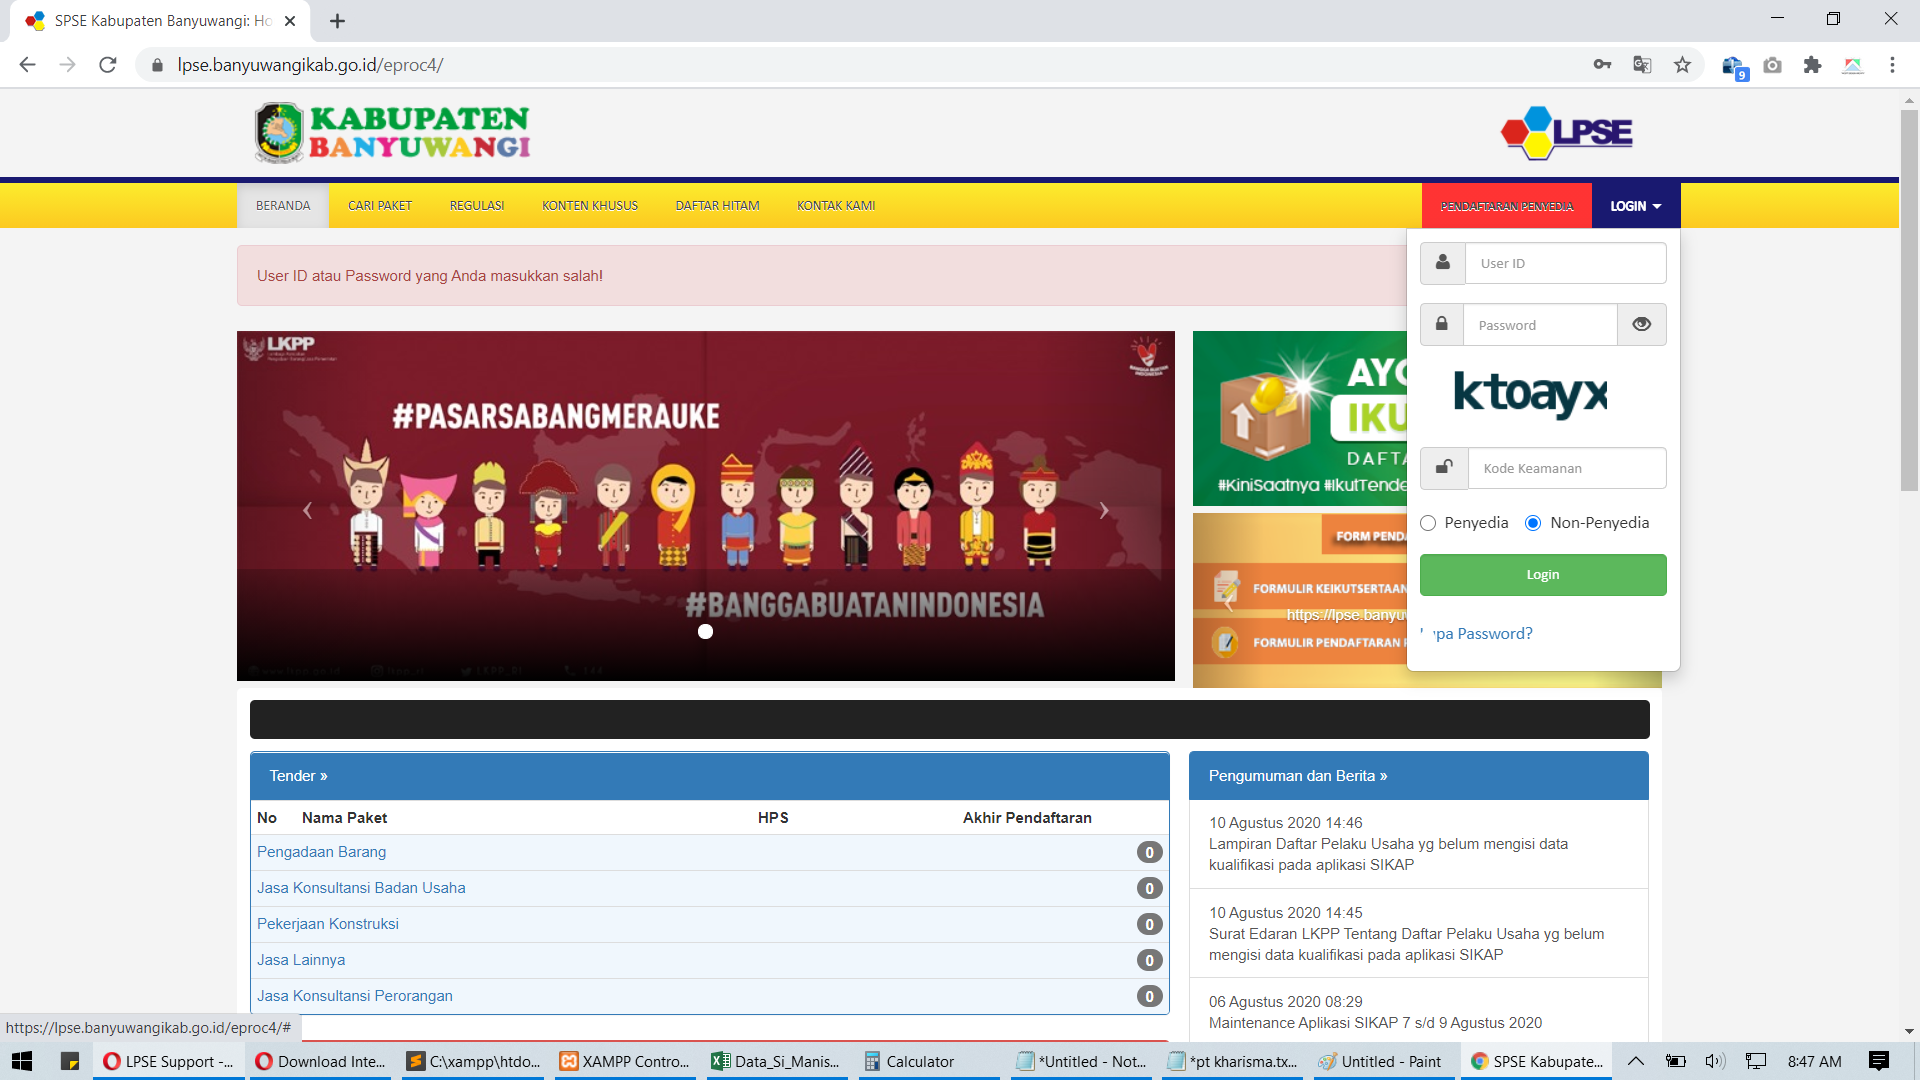 SPSE Kabupaten Banyuwangi: Ho
lpse.banyuwangikab.go.id/eproc4/
9
KABUPATEN
BANYUWANGI
LPSE
BERANDA
CARI PAKET
REGULASI
KONTEN KHUSUS
DAFTAR HITAM
KONTAK KAMI
PENDAFTARAN PENYEDIA
LOGIN
User ID atau Password yang Anda masukkan salah!
User ID
Password
ktoayx
Kode Keamanan
Penyedia
Non-Penyedia
Login
pa Password?
LKPP
#PASARSABANGMERAUKE
#BANGGABUATANINDONESIA
AYO
IKU
DAFTA
#KiniSaatnya #IkutTende
FORM PENDA
FORMULIR KEIKUTSERTAAN
https://lpse.banyuw
FORMULIR PENDAFTARAN
Tender »
No Nama Paket HPS Akhir Pendaftaran
Pengadaan Barang 0
Jasa Konsultansi Badan Usaha 0
Pekerjaan Konstruksi 0
Jasa Lainnya 0
Jasa Konsultansi Perorangan 0
Pengumuman dan Berita »
10 Agustus 2020 14:46
Lampiran Daftar Pelaku Usaha yg belum mengisi data
kualifikasi pada aplikasi SIKAP
10 Agustus 2020 14:45
Surat Edaran LKPP Tentang Daftar Pelaku Usaha yg belum
mengisi data kualifikasi pada aplikasi SIKAP
06 Agustus 2020 08:29
Maintenance Aplikasi SIKAP 7 s/d 9 Agustus 2020
https://lpse.banyuwangikab.go.id/eproc4/#
LPSE Support -...
Download Inte...
C:\xampp\htdo...
XAMPP Contro...
Data_Si_Manis...
Calculator
*Untitled - Not...
*pt kharisma.tx...
Untitled - Paint
SPSE Kabupate...
8:47 AM